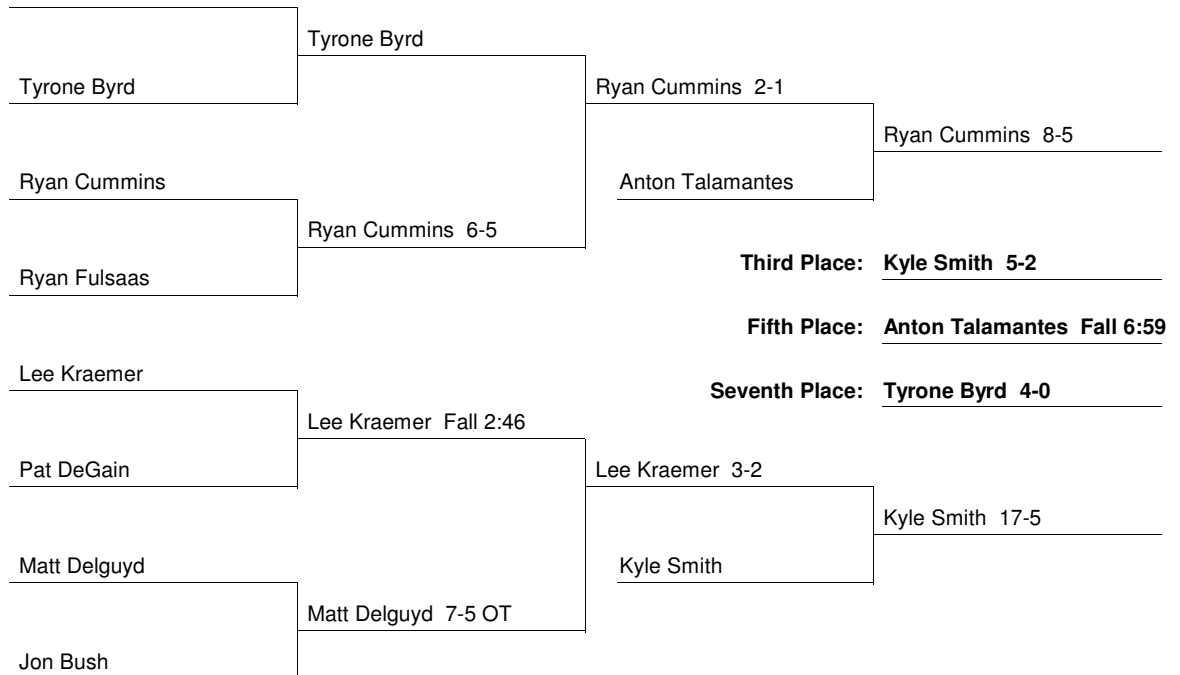 Tyrone Byrd
Tyrone Byrd
Ryan Cummins  2-1
Ryan Cummins  8-5
Ryan Cummins
Anton Talamantes
Ryan Cummins  6-5
Third Place:  Kyle Smith  5-2
Ryan Fulsaas
Fifth Place:  Anton Talamantes  Fall 6:59
Lee Kraemer
Seventh Place:  Tyrone Byrd  4-0
Lee Kraemer  Fall 2:46
Pat DeGain
Lee Kraemer  3-2
Kyle Smith  17-5
Matt Delguyd
Kyle Smith
Matt Delguyd  7-5 OT
Jon Bush